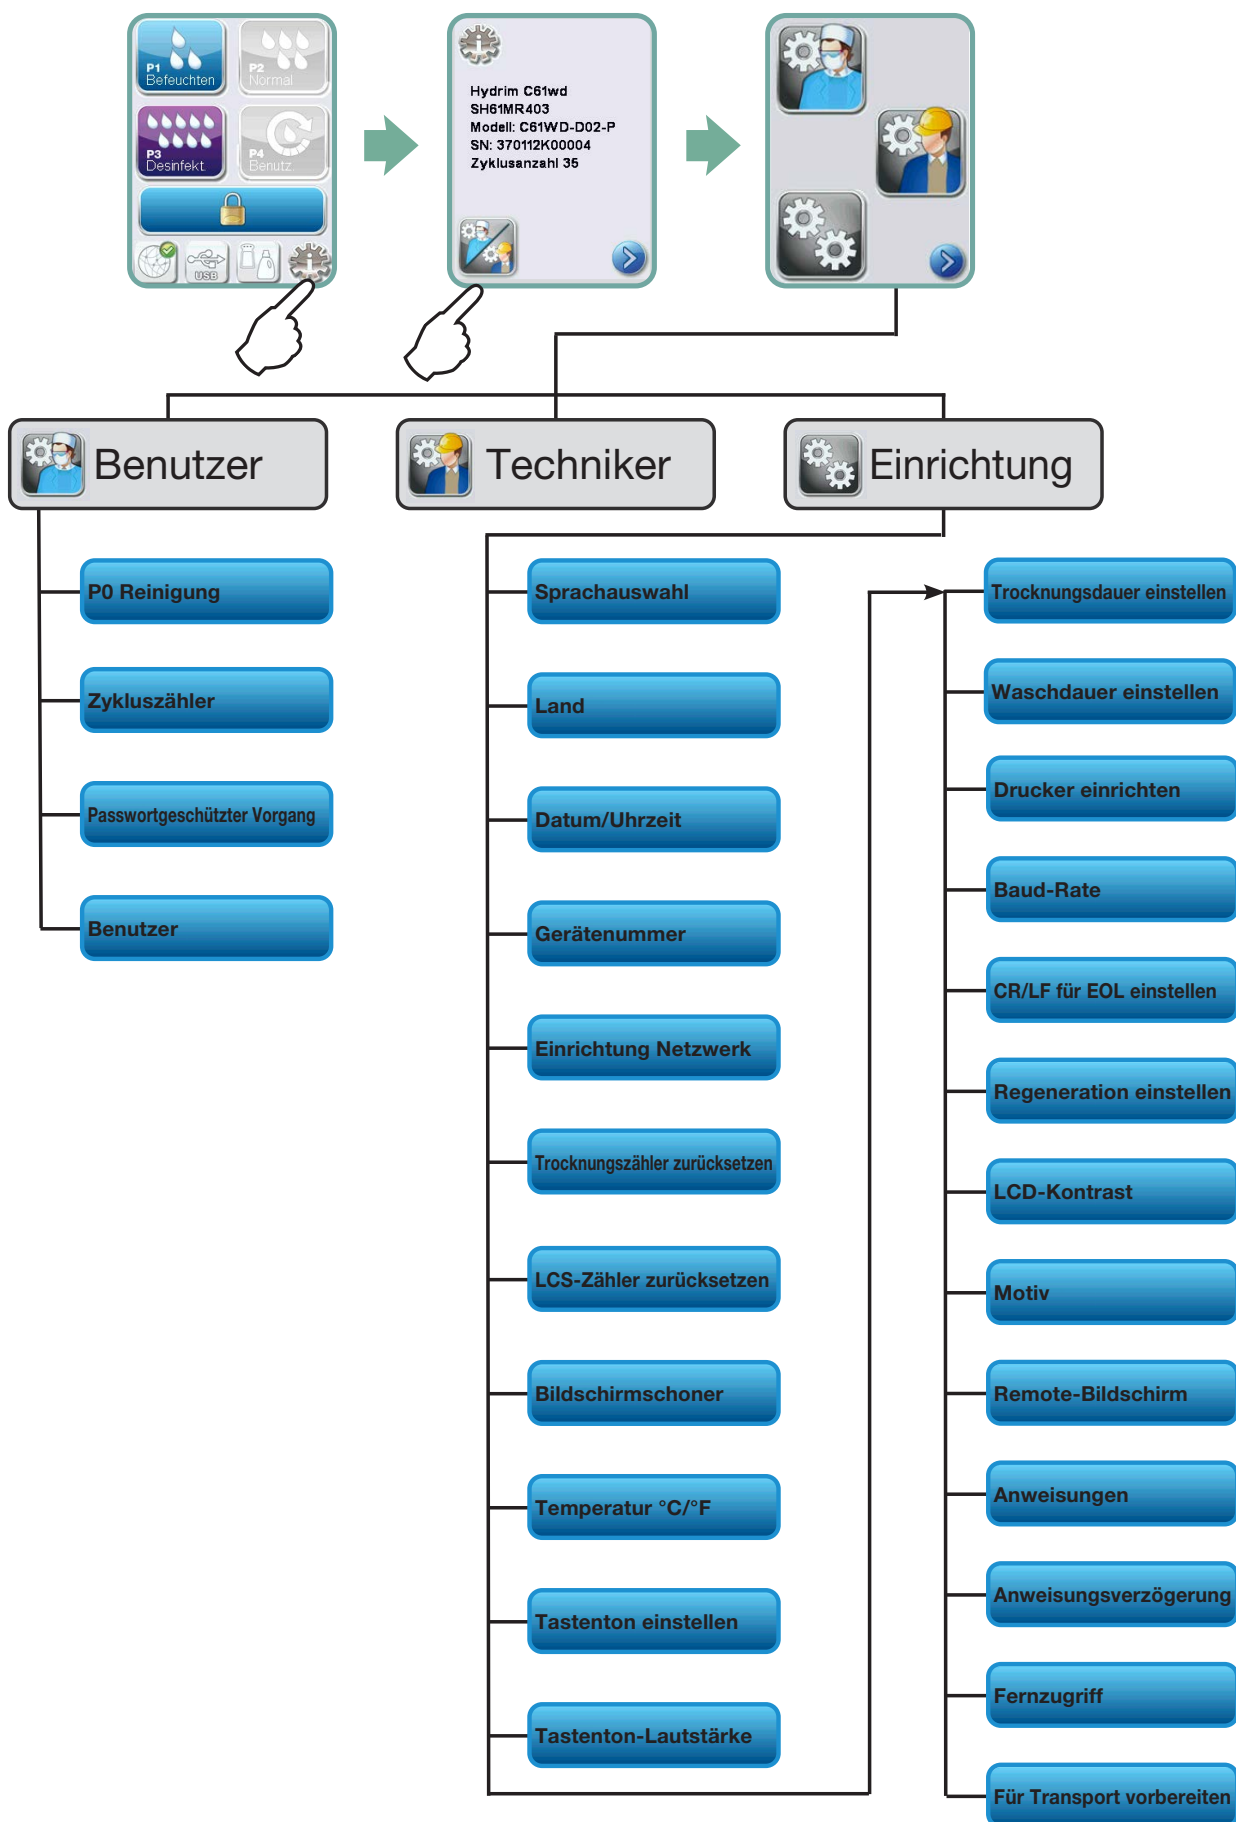 P1
Befeuchten
P2
Normal
P3
Desinfekt.
P4
Benutz.
USB
Hydrim C61wd
SH61MR403
Modell: C61WD-D02-P
SN: 370112K00004
Zyklusanzahl 35
Benutzer
Techniker
Einrichtung
P0 Reinigung
Zykluszähler
Passwortgeschützter Vorgang
Benutzer
Sprachauswahl
Land
Datum/Uhrzeit
Gerätenummer
Einrichtung Netzwerk
Trocknungszähler zurücksetzen
LCS-Zähler zurücksetzen
Bildschirmschoner
Temperatur °C/°F
Tastenton einstellen
Tastenton-Lautstärke
Trocknungsdauer einstellen
Waschdauer einstellen
Drucker einrichten
Baud-Rate
CR/LF für EOL einstellen
Regeneration einstellen
LCD-Kontrast
Motiv
Remote-Bildschirm
Anweisungen
Anweisungsverzögerung
Fernzugriff
Für Transport vorbereiten